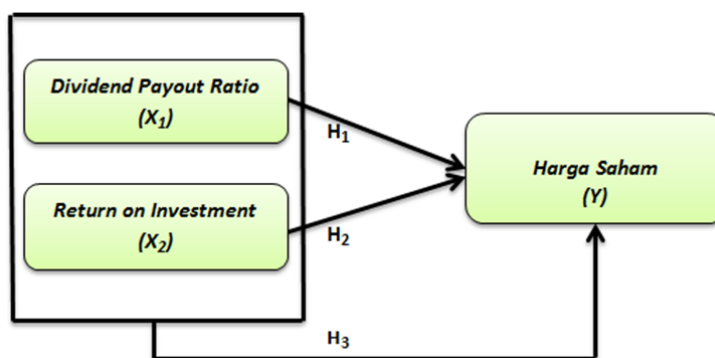 Dividend Payout Ratio
(X₁)
H₁
Harga Saham
(Y)
Return on Investment
(X₂)
H₂
H₃